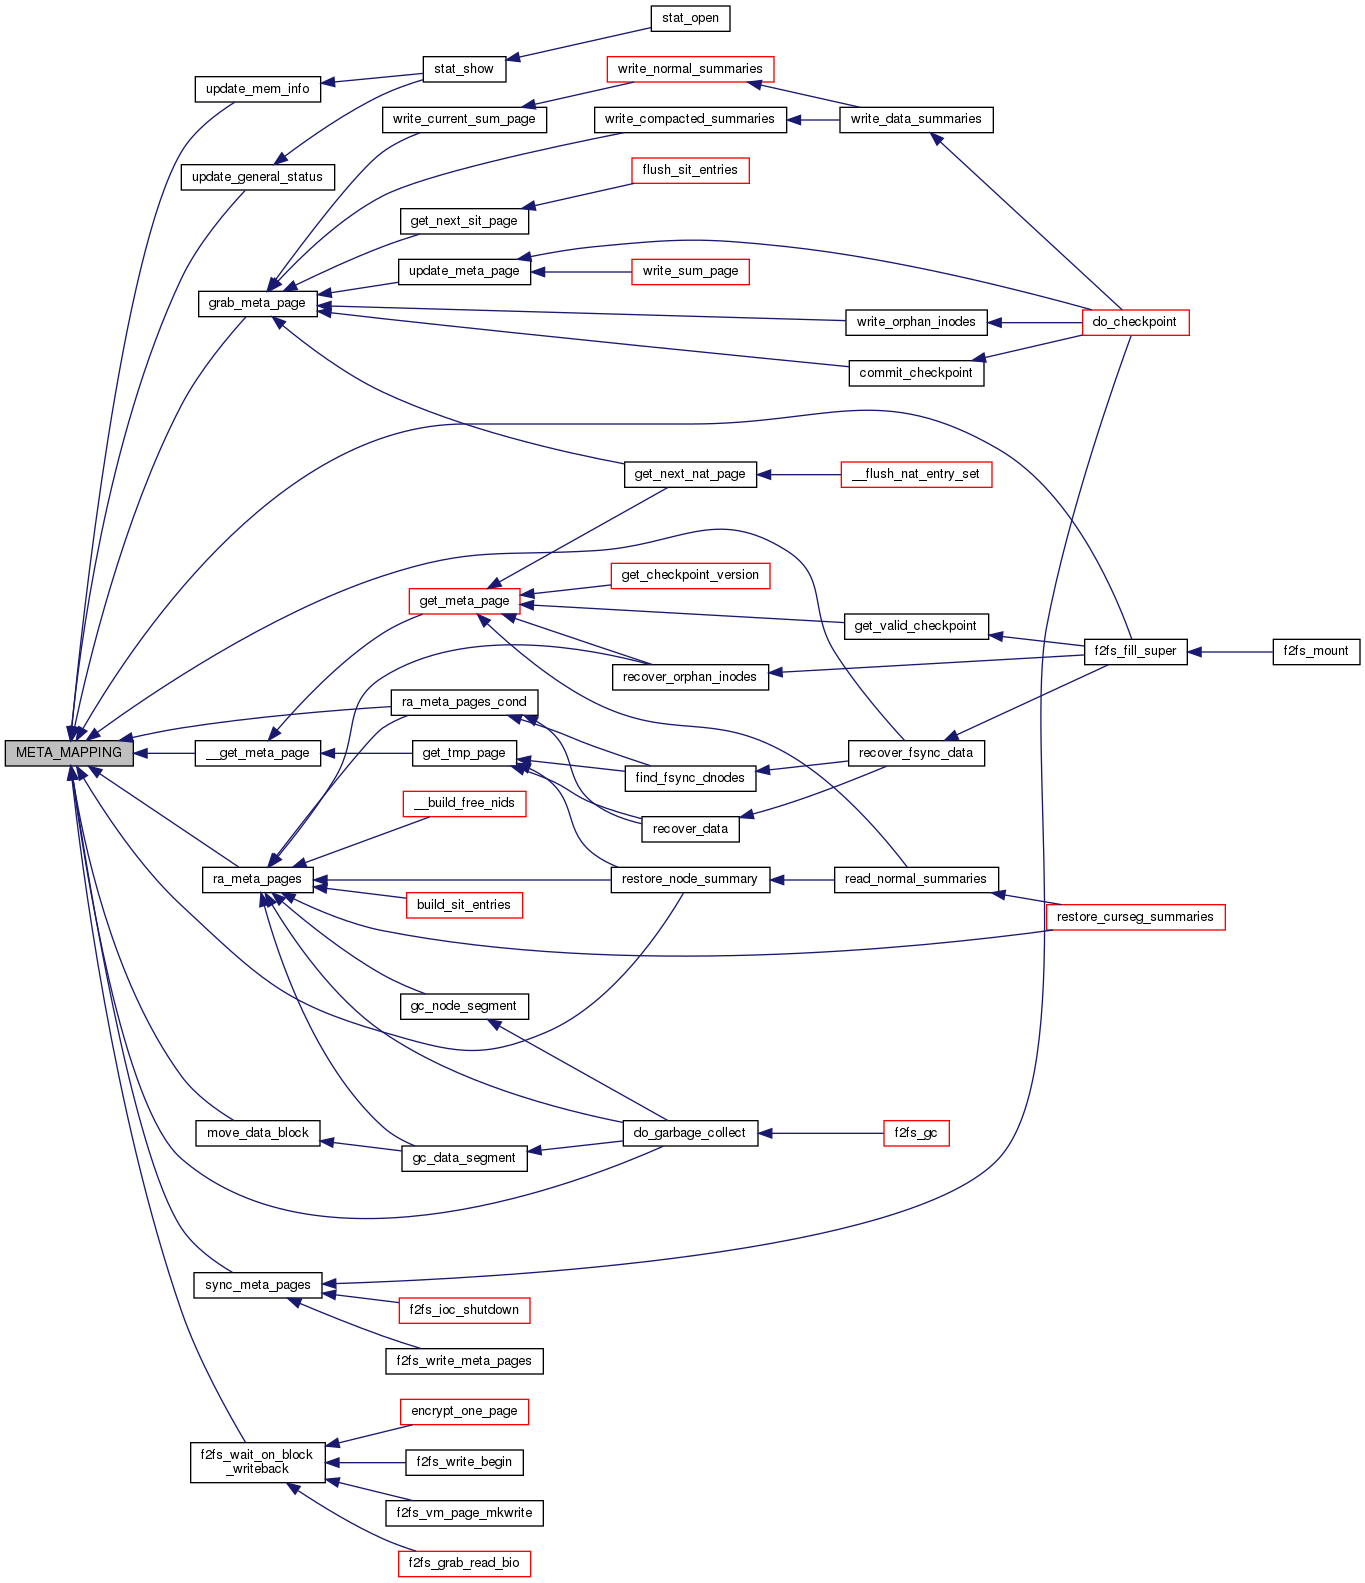 stat_open
stat_show
write_normal_summaries
update_mem_info
write_current_sum_page
write_compacted_summaries
write_data_summaries
flush_sit_entries
update_general_status
get_next_sit_page
update_meta_page
write_sum_page
grab_meta_page
write_orphan_inodes
do_checkpoint
commit_checkpoint
get_next_nat_page
__flush_nat_entry_set
get_checkpoint_version
get_meta_page
get_valid_checkpoint
f2fs_fill_super
f2fs_mount
recover_orphan_inodes
ra_meta_pages_cond
META_MAPPING
__get_meta_page
get_tmp_page
recover_fsync_data
find_fsync_dnodes
__build_free_nids
recover_data
ra_meta_pages
restore_node_summary
read_normal_summaries
build_sit_entries
restore_curseg_summaries
gc_node_segment
move_data_block
do_garbage_collect
f2fs_gc
gc_data_segment
sync_meta_pages
f2fs_ioc_shutdown
f2fs_write_meta_pages
encrypt_one_page
f2fs_wait_on_block
_writeback
f2fs_write_begin
f2fs_vm_page_mkwrite
f2fs_grab_read_bio